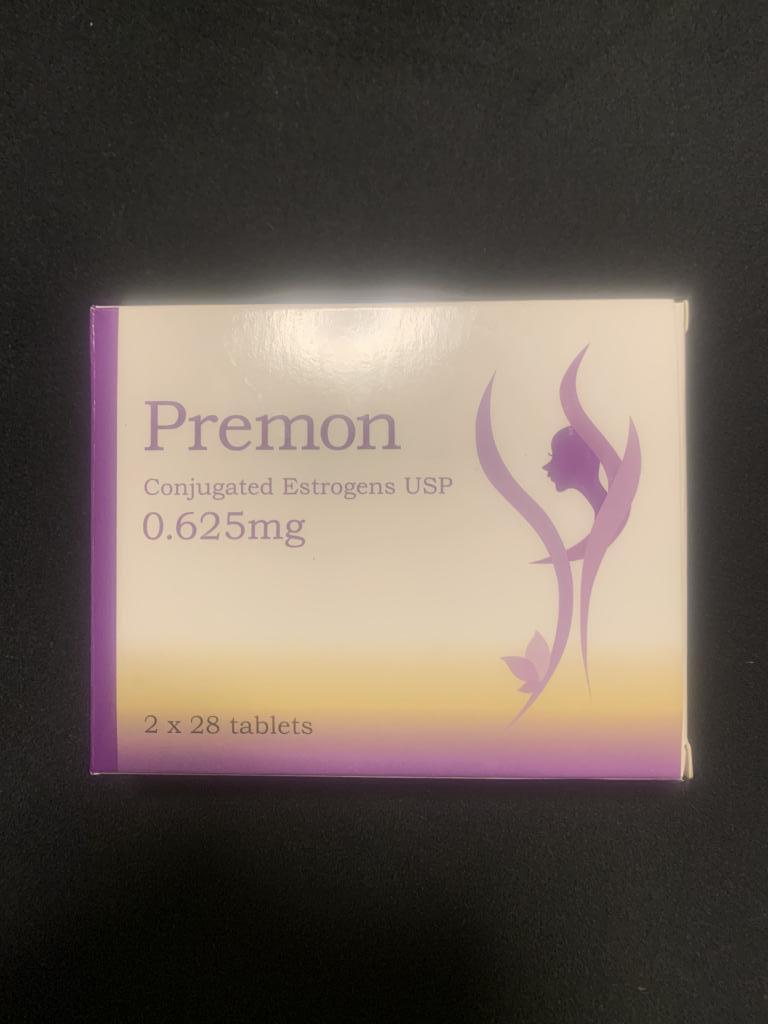 Premon
Conjugated Estrogens USP
0.625mg
2 x 28 tablets